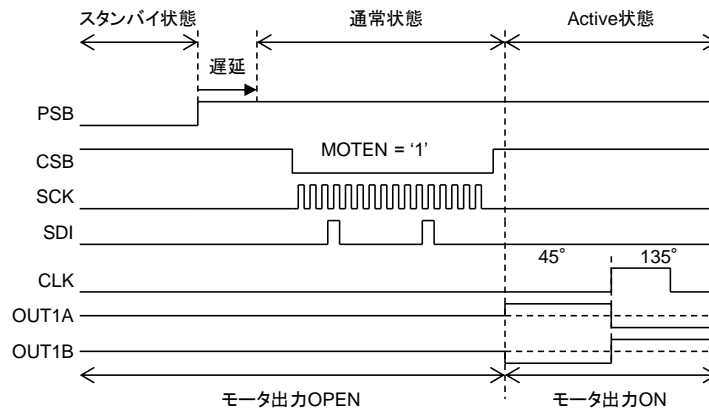 スタンバイ状態 通常状態 Active状態
遅延
PSB
CSB MOTEN = ‘1’
SCK
SDI
45° 135°
CLK
OUT1A
OUT1B
モータ出力OPEN モータ出力ON